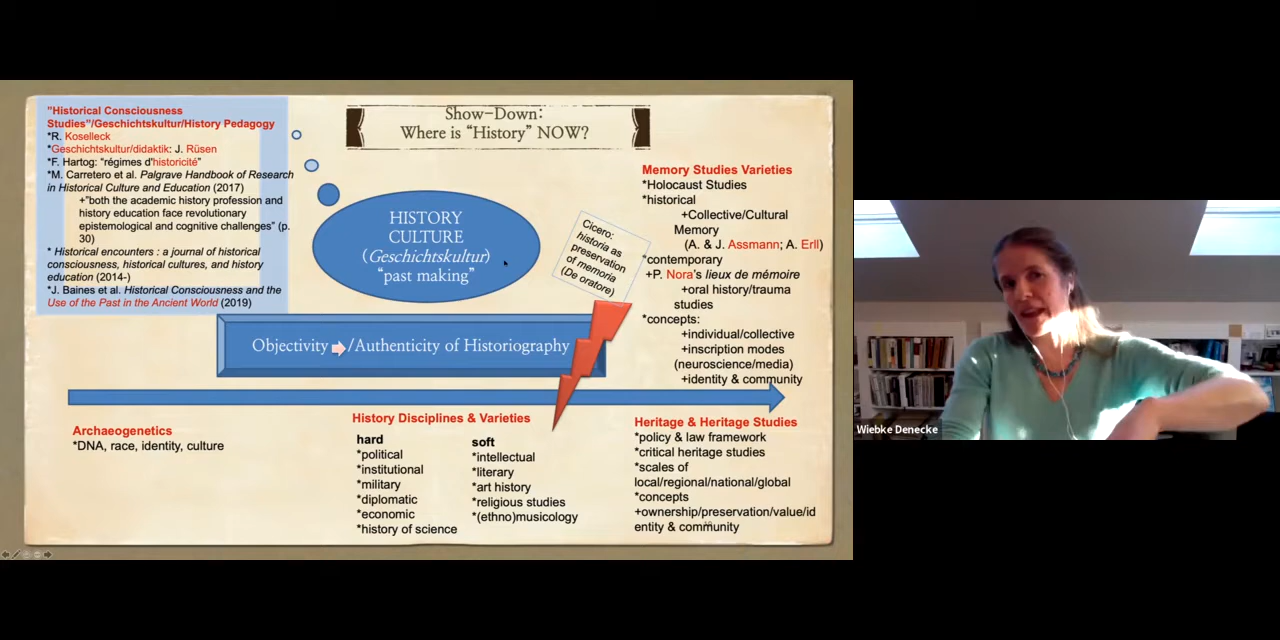 Show-Down:
Where is “History” NOW?
”Historical Consciousness
Studies”/Geschichtskultur/History Pedagogy
*R. Koselleck
*Geschichtskultur/didaktik: J. Rüsen
*F. Hartog: “régimes d'historicité”
*M. Carretero et al. Palgrave Handbook of Research
in Historical Culture and Education (2017)
+”both the academic history profession and
history education face revolutionary
epistemological and cognitive challenges” (p.
30)
* Historical encounters : a journal of historical
consciousness, historical cultures, and history
education (2014-)
*J. Baines et al. Historical Consciousness and the
Use of the Past in the Ancient World (2019)
HISTORY
CULTURE
(Geschichtskultur)
“past making”
Cicero:
historia as
preservation
of memoria
(De oratore)
Memory Studies Varieties
*Holocaust Studies
*historical
+Collective/Cultural
Memory
(A. & J. Assmann; A. Erll)
*contemporary
+P. Nora's lieux de mémoire
+oral history/trauma
studies
*concepts:
+individual/collective
+inscription modes
(neuroscience/media)
+identity & community
Objectivity /Authenticity of Historiography
Archaeogenetics
*DNA, race, identity, culture
History Disciplines & Varieties
hard
*political
*institutional
*military
*diplomatic
*economic
*history of science
soft
*intellectual
*literary
*art history
*religious studies
*(ethno)musicology
Heritage & Heritage Studies
*policy & law framework
*critical heritage studies
*scales of
local/regional/national/global
*concepts
+ownership/preservation/value/id
entity & community
Wiebke Denecke